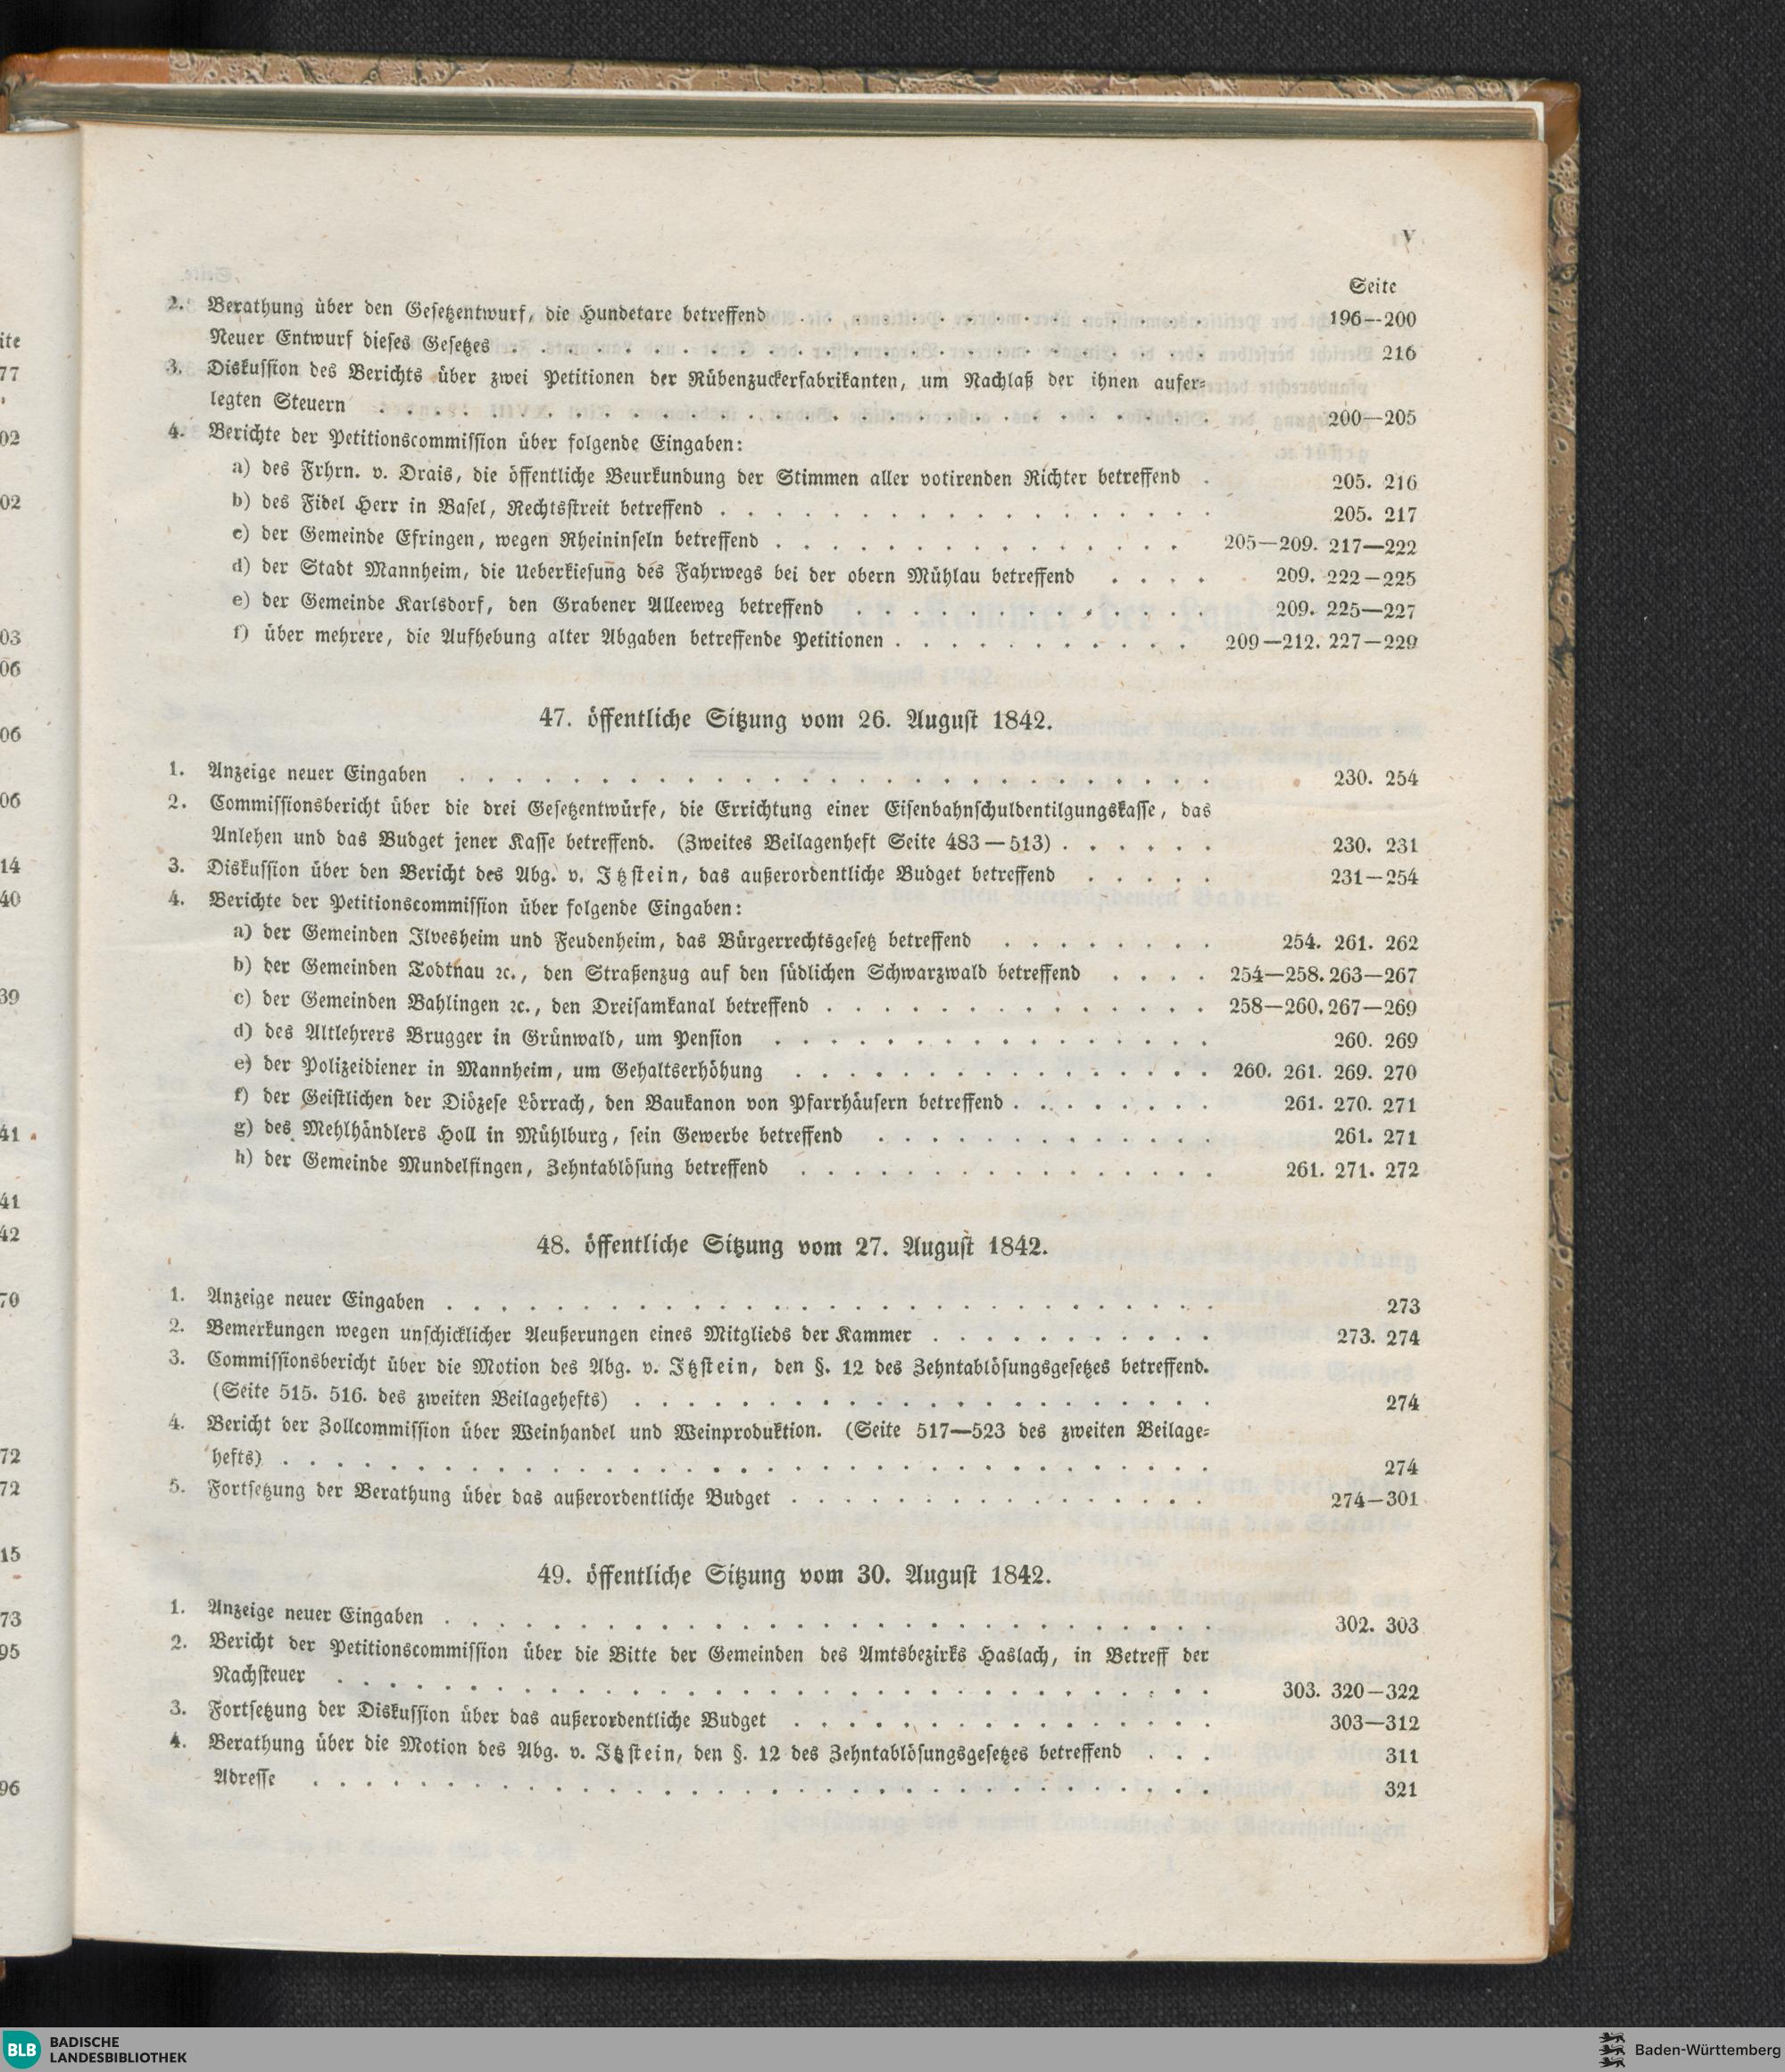 V
Seite
2. Berathung über den Gesetzentwurf, die Hundetaxe betreffend . . . . . . . . . . . . . . . 196--200
Neuer Entwurf dieses Gesetzes . . . . . . . . . . . . . . . . . . . . . . . . . 216
3. Diskussion des Berichts über zwei Petitionen der Rübenzuckerfabrikanten, um Nachlaß der ihnen aufer-
legten Steuern . . . . . . . . . . . . . . . . . . . . . . . . . . . . . . 200—205
4. Berichte der Petitionscommission über folgende Eingaben:
a) des Frhrn. v. Drais, die öffentliche Beurkundung der Stimmen aller votirenden Richter betreffend . 205. 216
b) des Fidel Herr in Basel, Rechtsstreit betreffend . . . . . . . . . . . . . . . . . . 205. 217
c) der Gemeinde Efringen, wegen Rheininseln betreffend . . . . . . . . . . . . . . . 205—209. 217—222
d) der Stadt Mannheim, die Ueberkiesung des Fahrwegs bei der obern Mühlau betreffend . . . . 209. 222—225
e) der Gemeinde Karlsdorf, den Grabener Alleeweg betreffend . . . . . . . . . . . . . 209. 225—227
f) über mehrere, die Aufhebung alter Abgaben betreffende Petitionen . . . . . . . . . . . 209—212. 227—229
47. öffentliche Sitzung vom 26. August 1842.
1. Anzeige neuer Eingaben . . . . . . . . . . . . . . . . . . . . . . . . . . . 230. 254
2. Commissionsbericht über die drei Gesetzentwürfe, die Errichtung einer Eisenbahnschuldentilgungskasse, das
Anlehen und das Budget jener Kasse betreffend. (Zweites Beilagenheft Seite 483—513) . . . . . . 230. 231
3. Diskussion über den Bericht des Abg. v. Itzstein, das außerordentliche Budget betreffend . . . . . 231—254
4. Berichte der Petitionscommission über folgende Eingaben:
a) der Gemeinden Ilvesheim und Feudenheim, das Bürgerrechtsgesetz betreffend . . . . . . . . 254. 261. 262
b) der Gemeinden Todtnau ꝛc., den Straßenzug auf den südlichen Schwarzwald betreffend . . . . 254—258. 263—267
c) der Gemeinden Bahlingen ꝛc., den Dreisamkanal betreffend . . . . . . . . . . . . . . 258—260. 267—269
d) des Altlehrers Brugger in Grünwald, um Pension . . . . . . . . . . . . . . . . 260. 269
e) der Polizeidiener in Mannheim, um Gehaltserhöhung . . . . . . . . . . . . . . . . 260. 261. 269. 270
f) der Geistlichen der Diözese Lörrach, den Baukanon von Pfarrhäusern betreffend . . . . . . . . 261. 270. 271
g) des Mehlhändlers Holl in Mühlburg, sein Gewerbe betreffend . . . . . . . . . . . . . 261. 271
h) der Gemeinde Mundelfingen, Zehntablösung betreffend . . . . . . . . . . . . . . . 261. 271. 272
48. öffentliche Sitzung vom 27. August 1842.
1. Anzeige neuer Eingaben . . . . . . . . . . . . . . . . . . . . . . . . . . . . 273
2. Bemerkungen wegen unschicklicher Aeußerungen eines Mitglieds der Kammer . . . . . . . . . . . 273. 274
3. Commissionsbericht über die Motion des Abg. v. Itzstein, den §. 12 des Zehntablösungsgesetzes betreffend.
(Seite 515. 516. des zweiten Beilagehefts) . . . . . . . . . . . . . . . . . . . . . . 274
4. Bericht der Zollcommission über Weinhandel und Weinproduktion. (Seite 517—523 des zweiten Beilage-
hefts) . . . . . . . . . . . . . . . . . . . . . . . . . . . . . . . . . . . 274
5. Fortsetzung der Berathung über das außerordentliche Budget . . . . . . . . . . . . . . . . 274—301
49. öffentliche Sitzung vom 30. August 1842.
1. Anzeige neuer Eingaben . . . . . . . . . . . . . . . . . . . . . . . . . . . . 302. 303
2. Bericht der Petitionscommission über die Bitte der Gemeinden des Amtsbezirks Haslach, in Betreff der
Nachsteuer . . . . . . . . . . . . . . . . . . . . . . . . . . . . . . . . . 303. 320—322
3. Fortsetzung der Diskussion über das außerordentliche Budget . . . . . . . . . . . . . . . . 303—312
4. Berathung über die Motion des Abg. v. Itzstein, den §. 12 des Zehntablösungsgesetzes betreffend . . . 311
Adresse . . . . . . . . . . . . . . . . . . . . . . . . . . . . . . . . . . 321
BLB BADISCHE
LANDESBIBLIOTHEK
Baden-Württemberg